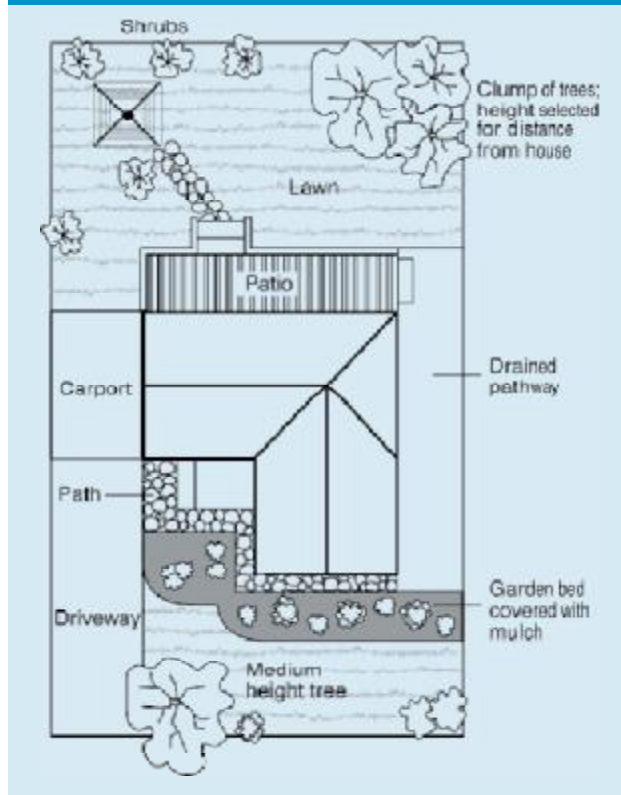 Shrubs
Clump of trees;
height selected
for distance
from house
Lawn
Patio
Carport
Drained
pathway
Path
Garden bed
covered with
mulch
Driveway
Medium
height tree